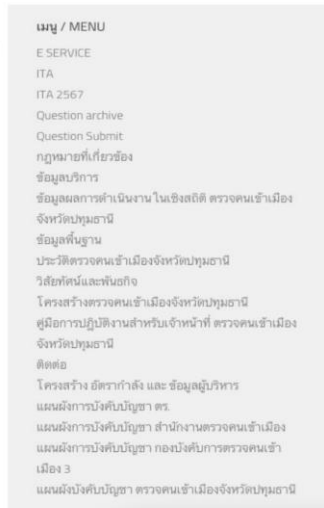 เมนู / MENU
E SERVICE
ITA
ITA 2567
Question archive
Question Submit
กฎหมายที่เกี่ยวข้อง
ข้อมูลบริการ
ข้อมูลผลการดำเนินงาน ในเชิงสถิติ ตรวจคนเข้าเมือง
จังหวัดปทุมธานี
ข้อมูลพื้นฐาน
ประวัติตรวจคนเข้าเมืองจังหวัดปทุมธานี
วิสัยทัศน์และพันธกิจ
โครงสร้างตรวจคนเข้าเมืองจังหวัดปทุมธานี
คู่มือการปฏิบัติงานสำหรับเจ้าหน้าที่ ตรวจคนเข้าเมือง
จังหวัดปทุมธานี
ติดต่อ
โครงสร้าง อัตรากำลัง และ ข้อมูลผู้บริหาร
แผนผังการบังคับบัญชา ตร.
แผนผังการบังคับบัญชา สำนักงานตรวจคนเข้าเมือง
แผนผังการบังคับบัญชา กองบังคับการตรวจคนเข้า
เมือง 3
แผนผังบังคับบัญชา ตรวจคนเข้าเมืองจังหวัดปทุมธานี